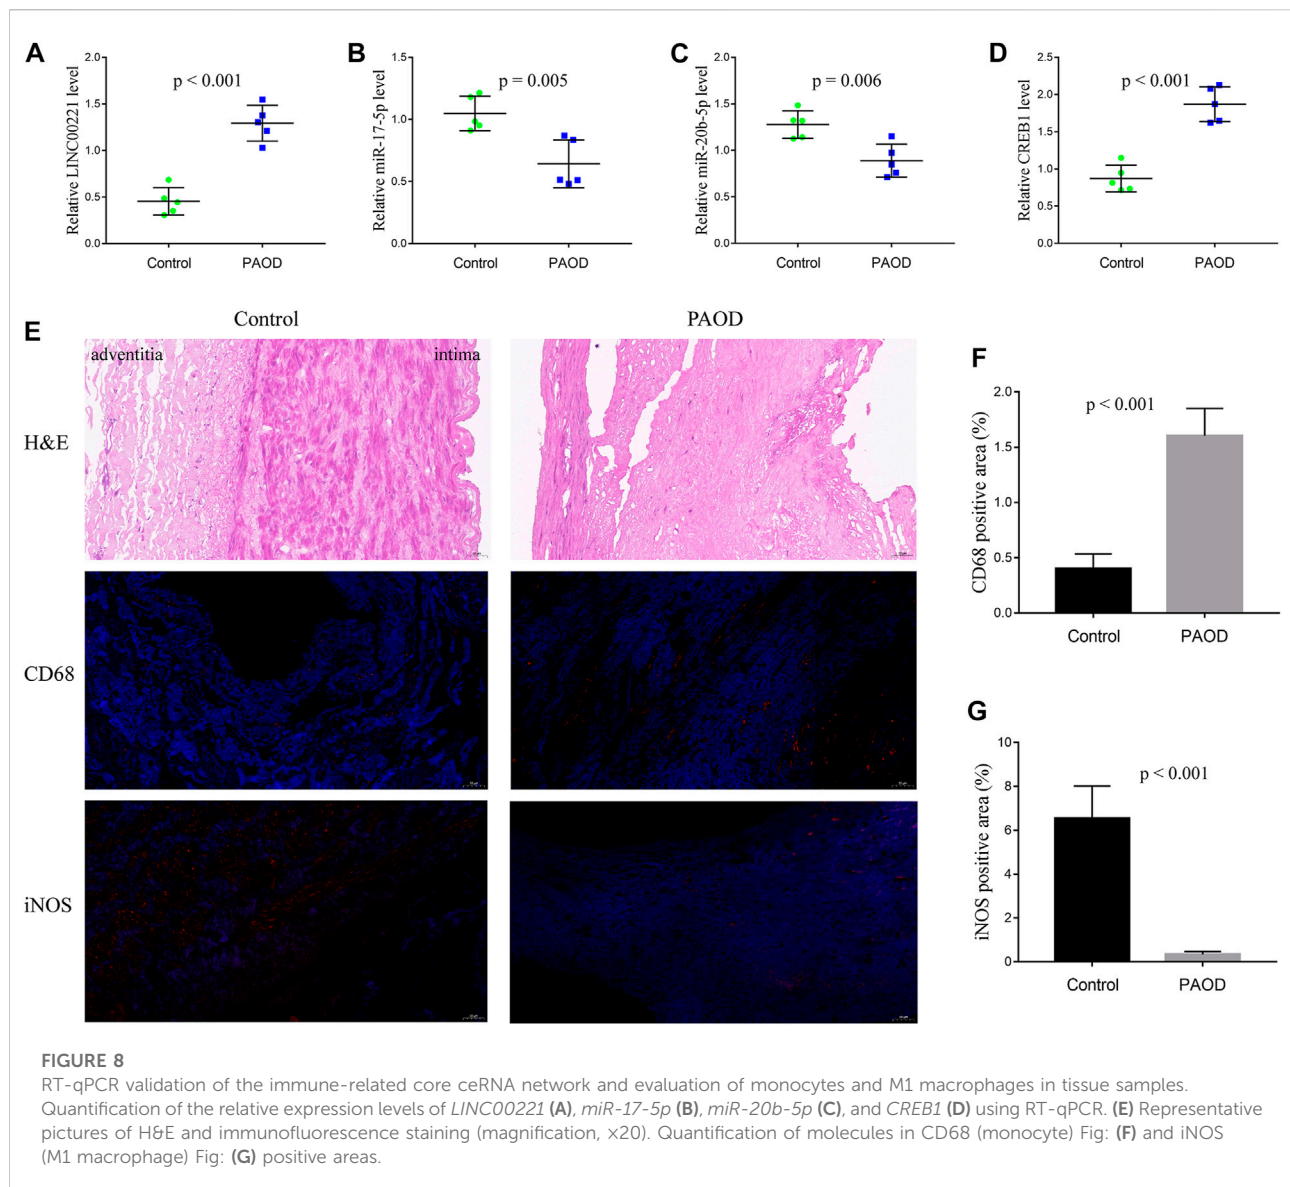 A
B
C
D
Relative LINC00221 level
2.0
1.5
1.0
0.5
0.0
p < 0.001
Control
PAOD
Relative miR-17-5p level
1.5
1.0
0.5
0.0
p = 0.005
Control
PAOD
Relative miR-20b-5p level
2.0
1.5
1.0
0.5
0.0
p = 0.006
Control
PAOD
Relative CREB1 level
2.5
2.0
1.5
1.0
0.5
0.0
p < 0.001
Control
PAOD
E
Control
PAOD
adventitia
intima
H&E
CD68
iNOS
F
CD68 positive area (%)
2.0
1.5
1.0
0.5
0.0
p < 0.001
Control
PAOD
G
iNOS positive area (%)
10
8
6
4
2
0
p < 0.001
Control
PAOD
FIGURE 8
RT-qPCR validation of the immune-related core ceRNA network and evaluation of monocytes and M1 macrophages in tissue samples.
Quantification of the relative expression levels of LINC00221 (A), miR-17-5p (B), miR-20b-5p (C), and CREB1 (D) using RT-qPCR. (E) Representative
pictures of H&E and immunofluorescence staining (magnification, ×20). Quantification of molecules in CD68 (monocyte) Fig: (F) and iNOS
(M1 macrophage) Fig: (G) positive areas.